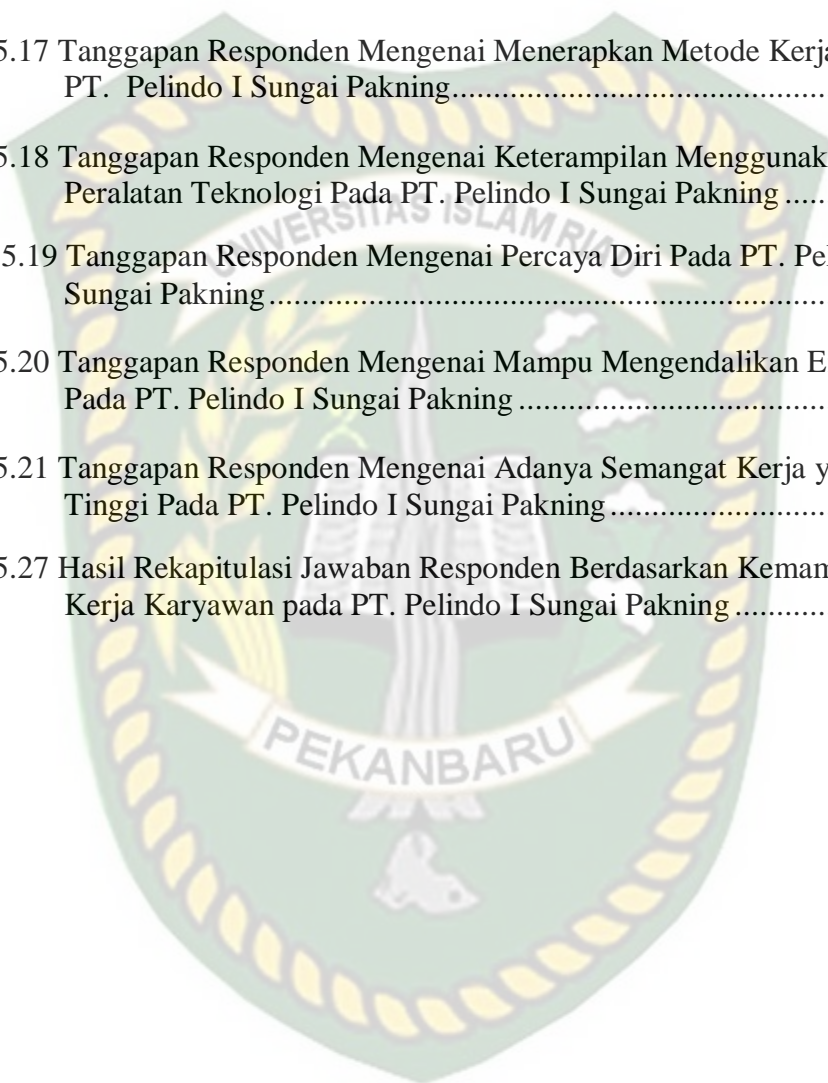 5.17 Tanggapan Responden Mengenai Menerapkan Metode Kerja
PT. Pelindo I Sungai Pakning........................................
5.18 Tanggapan Responden Mengenai Keterampilan
Peralatan Teknologi Pada PT. Pelindo I Sungai Pakning .....
UNIVERSITAS ISLAM RIAU
5.19 Tanggapan Responden Mengenai Percaya Diri Pada PT.
Sungai Pakning..............................................................
5.20 Tanggapan Responden Mengenai Mampu Mengendalikan
Pada PT. Pelindo I Sungai Pakning ................................
5.21 Tanggapan Responden Mengenai Adanya Semangat Kerja
Tinggi Pada PT. Pelindo I Sungai Pakning......................
5.27 Hasil Rekapitulasi Jawaban Responden Berdasarkan
Kerja Karyawan pada PT. Pelindo I Sungai Pakning ...........
PEKANBARU